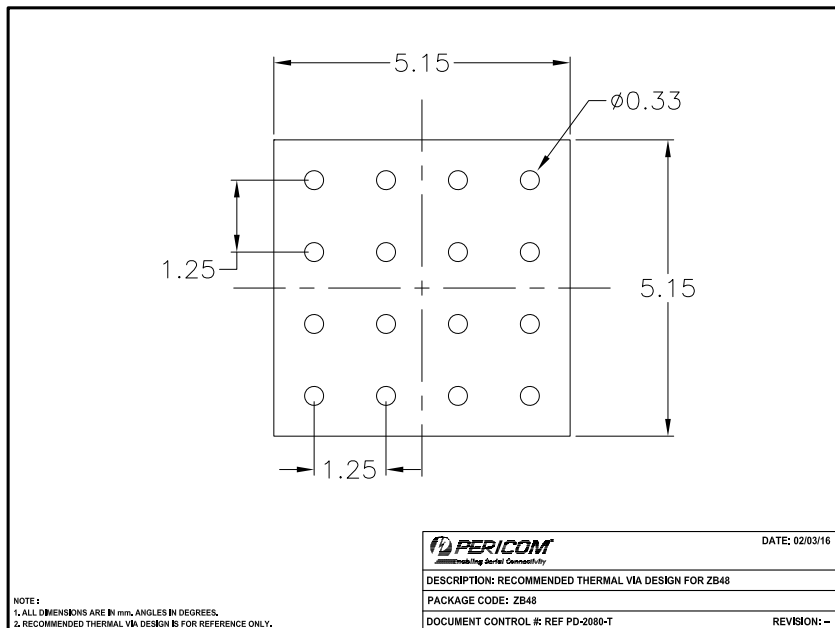 5.15
⌀0.33
1.25
5.15
1.25
PERICOM
Enabling Serial Connectivity
DATE: 02/03/16
DESCRIPTION: RECOMMENDED THERMAL VIA DESIGN FOR ZB48
PACKAGE CODE: ZB48
DOCUMENT CONTROL #: REF PD-2080-T
REVISION: –
NOTE :
1. ALL DIMENSIONS ARE IN mm. ANGLES IN DEGREES.
2. RECOMMENDED THERMAL VIA DESIGN IS FOR REFERENCE ONLY.